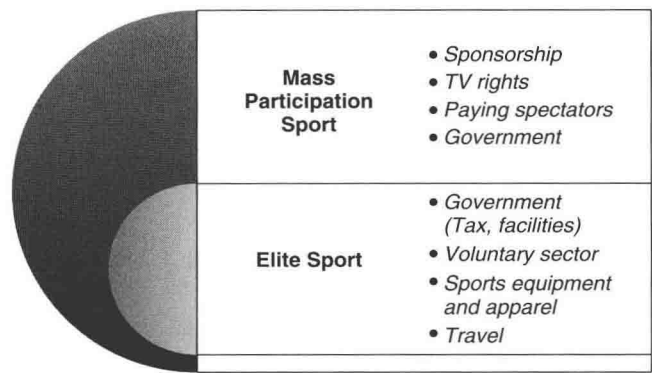 Mass
Participation
Sport
• Sponsorship
• TV rights
• Paying spectators
• Government
Elite Sport
• Government
(Tax, facilities)
• Voluntary sector
• Sports equipment
and apparel
• Travel